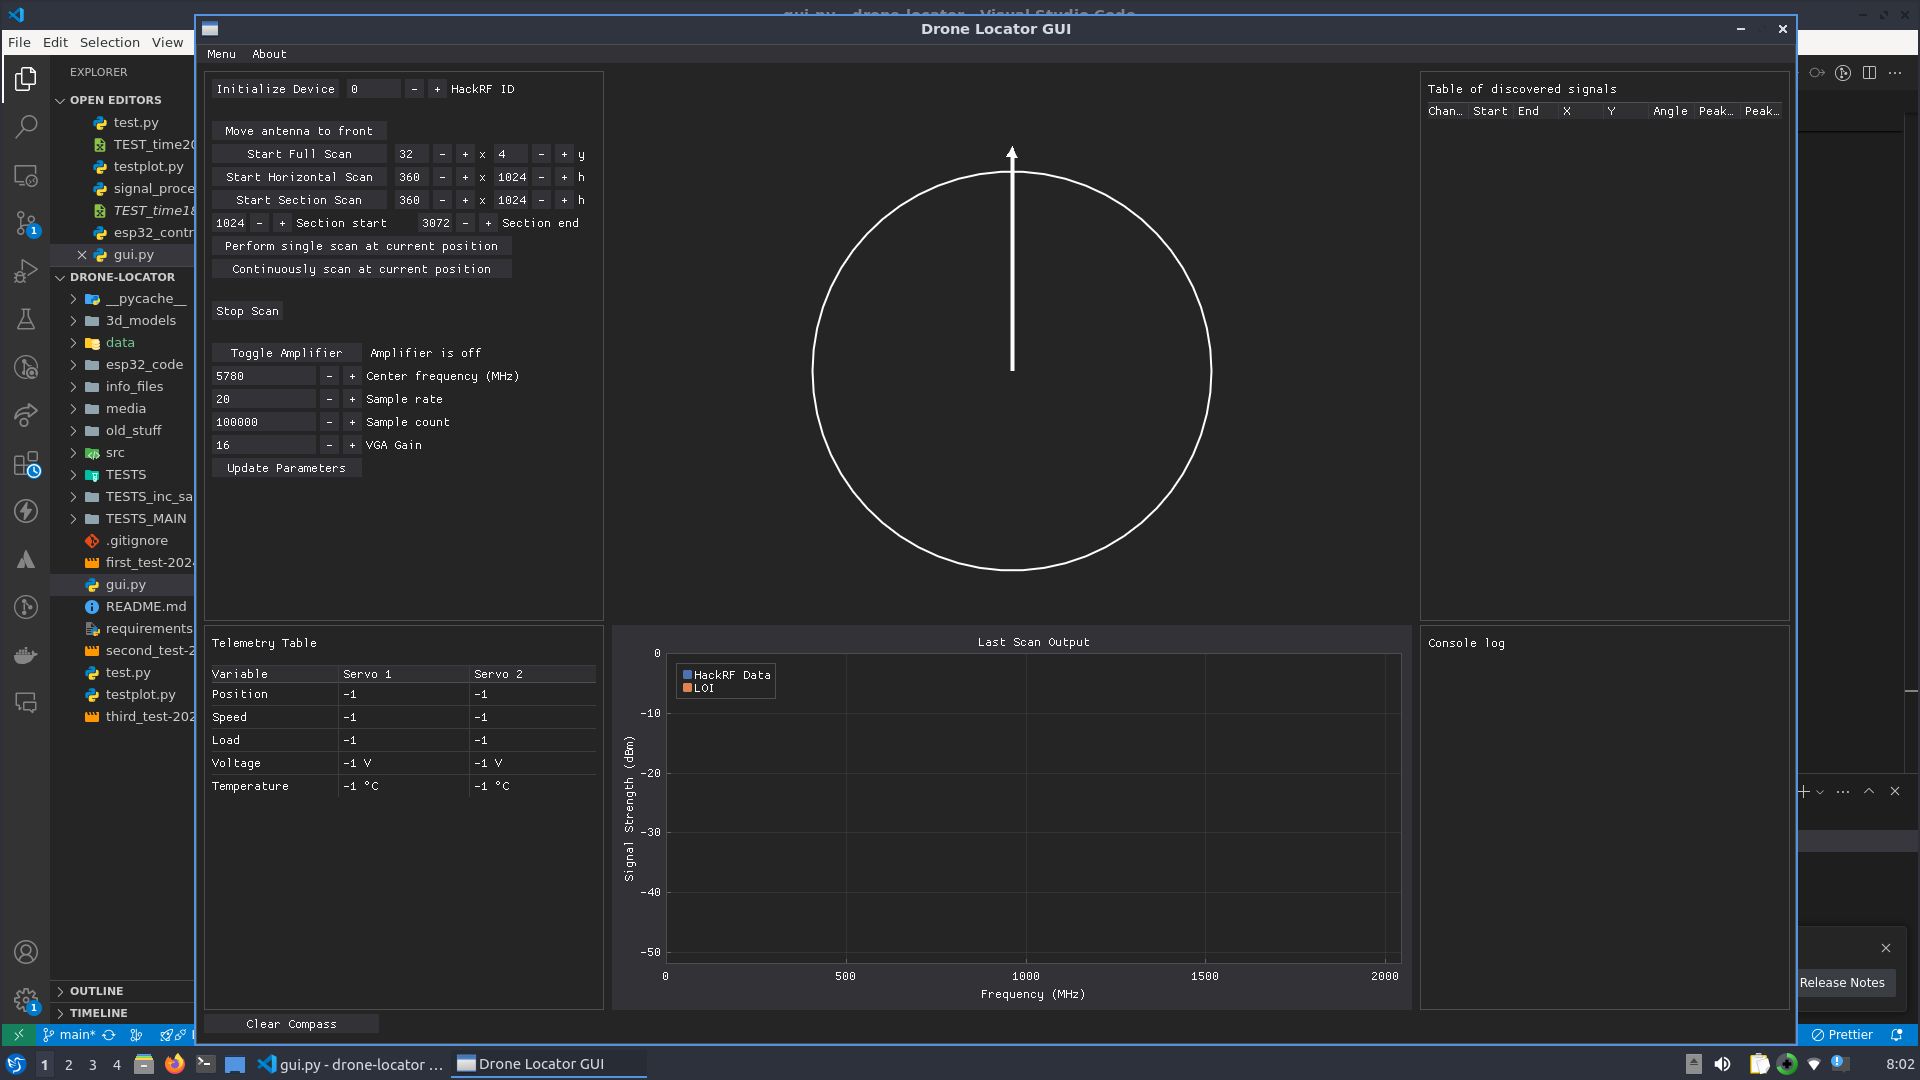 gui.py - drone-locator - Visual Studio Code
Drone Locator GUI
File Edit Selection View
Menu About
EXPLORER
OPEN EDITORS
test.py
TEST_time20
testplot.py
signal_proce
TEST_time18
esp32_contr
gui.py
DRONE-LOCATOR
__pycache__
3d_models
data
esp32_code
info_files
media
old_stuff
src
TESTS
TESTS_inc_sa
TESTS_MAIN
.gitignore
first_test-202
gui.py
README.md
requirements
second_test-2
test.py
testplot.py
third_test-202
OUTLINE
TIMELINE
1
1
Initialize Device 0 - + HackRF ID
Move antenna to front
Start Full Scan 32 - + x 4 - + y
Start Horizontal Scan 360 - + x 1024 - + h
Start Section Scan 360 - + x 1024 - + h
1024 - + Section start 3072 - + Section end
Perform single scan at current position
Continuously scan at current position
Stop Scan
Toggle Amplifier Amplifier is off
5780 - + Center frequency (MHz)
20 - + Sample rate
100000 - + Sample count
16 - + VGA Gain
Update Parameters
Table of discovered signals
Chan… Start End X Y Angle Peak… Peak…
Telemetry Table
Variable Servo 1 Servo 2
Position -1 -1
Speed -1 -1
Load -1 -1
Voltage -1 V -1 V
Temperature -1 °C -1 °C
Last Scan Output
HackRF Data
LOI
0
-10
-20
-30
-40
-50
Signal Strength (dBm)
0 500 1000 1500 2000
Frequency (MHz)
Console log
Clear Compass
Release Notes
main*
Prettier
1 2 3 4 gui.py - drone-locator ... Drone Locator GUI 8:02